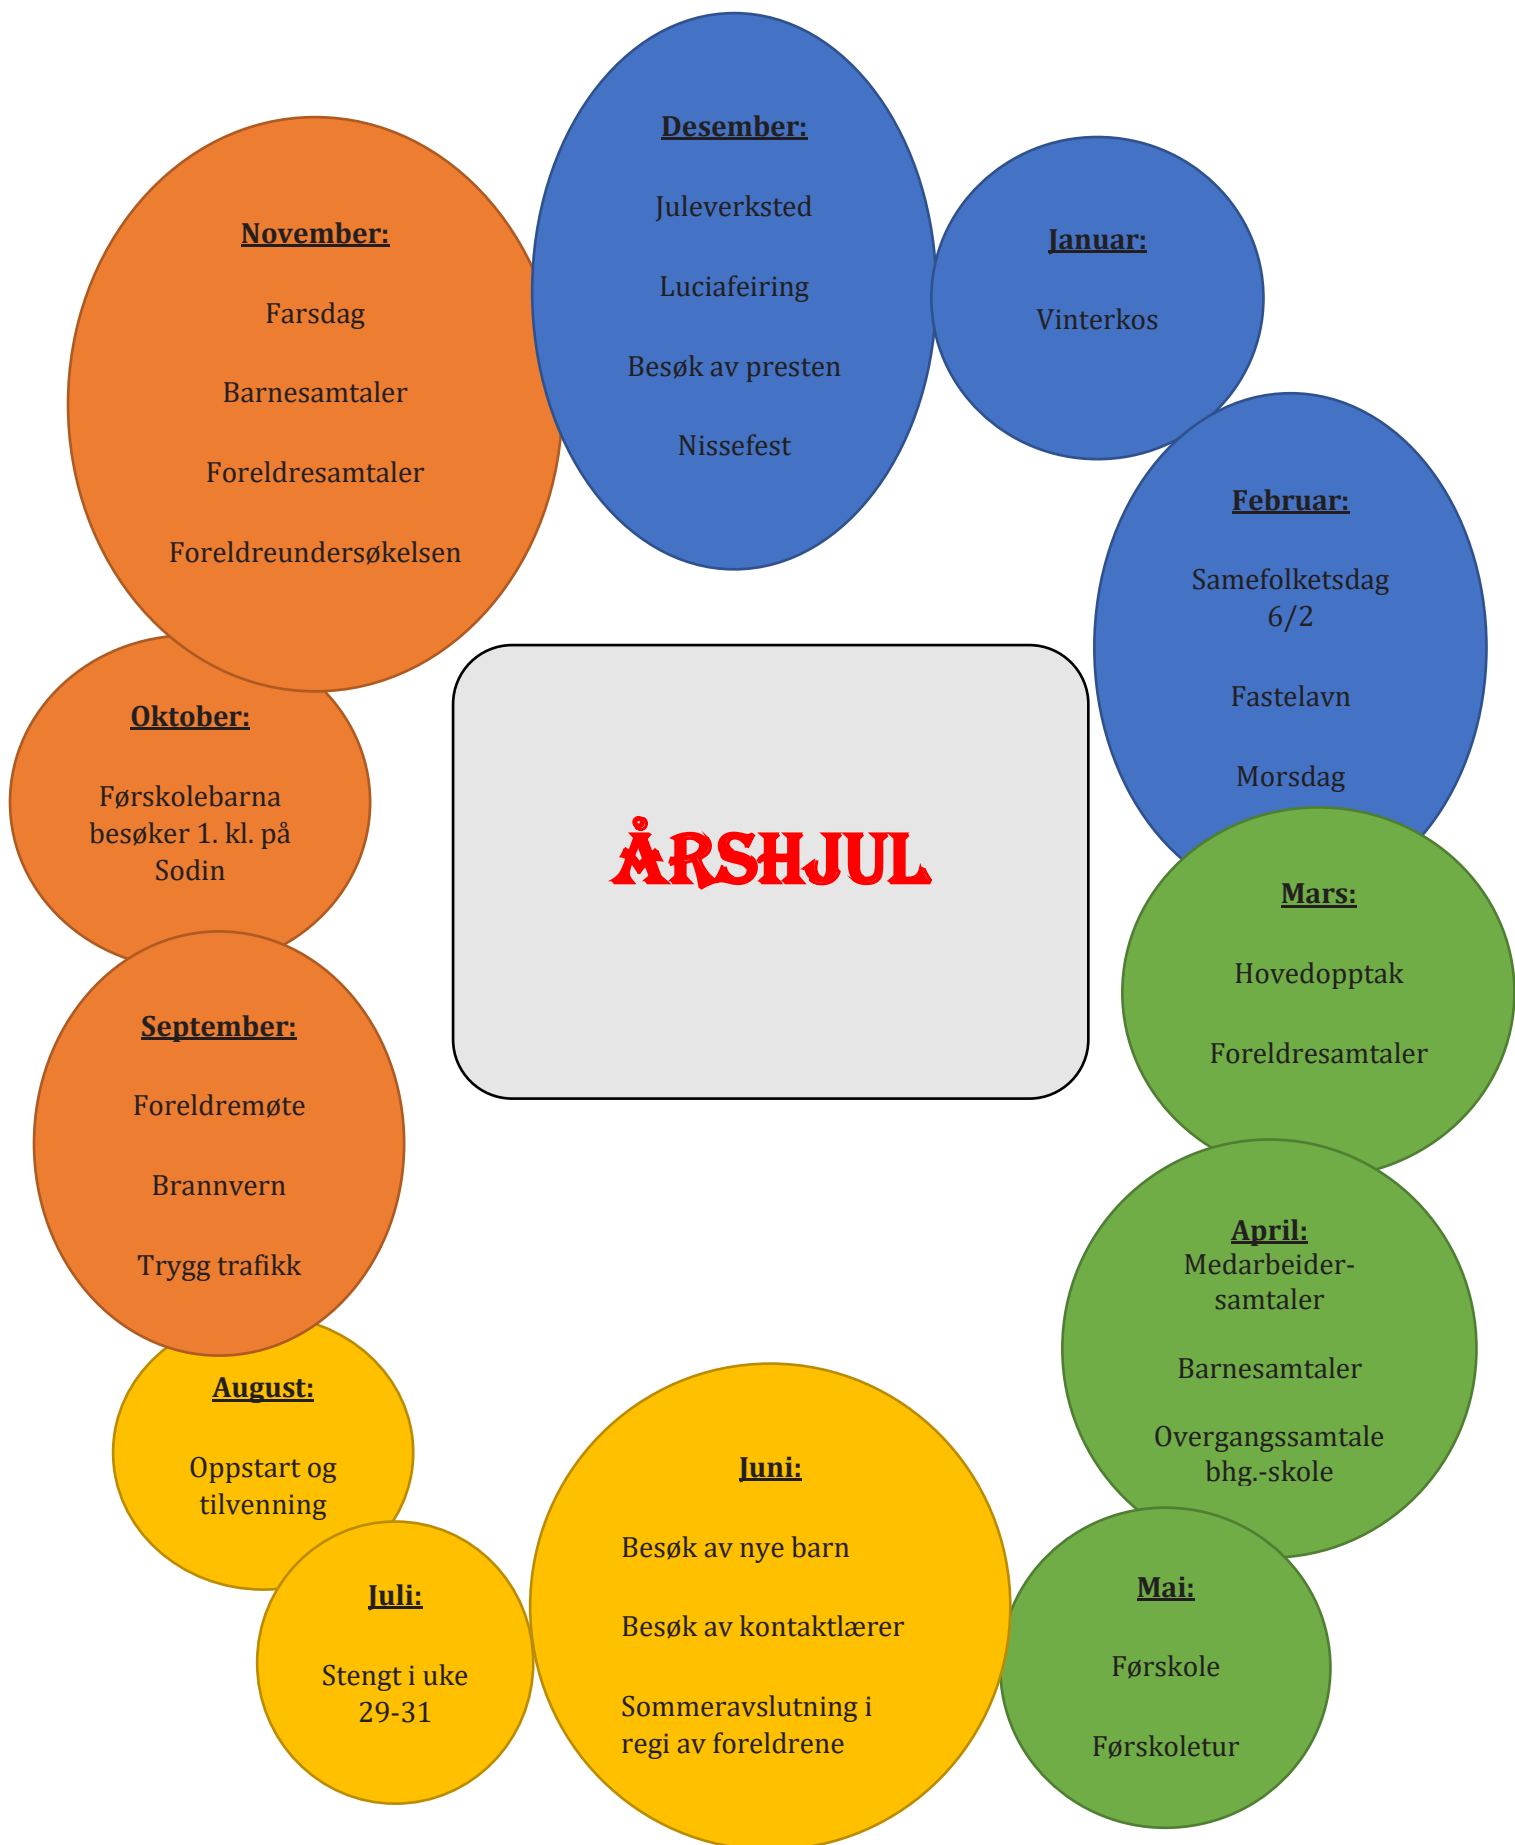 Desember:
Juleverksted
Luciafeiring
Besøk av presten
Nissefest
Januar:
Vinterkos
Februar:
Samefolketsdag
6/2
Fastelavn
Morsdag
Mars:
Hovedopptak
Foreldresamtaler
April:
Medarbeider-
samtaler
Barnesamtaler
Overgangssamtale
bhg.-skole
Mai:
Førskole
Førskoletur
Juni:
Besøk av nye barn
Besøk av kontaktlærer
Sommeravslutning i
regi av foreldrene
Juli:
Stengt i uke
29-31
August:
Oppstart og
tilvenning
September:
Foreldremøte
Brannvern
Trygg trafikk
Oktober:
Førskolebarna
besøker 1. kl. på
Sodin
November:
Farsdag
Barnesamtaler
Foreldresamtaler
Foreldreundersøkelsen
ÅRSHJUL